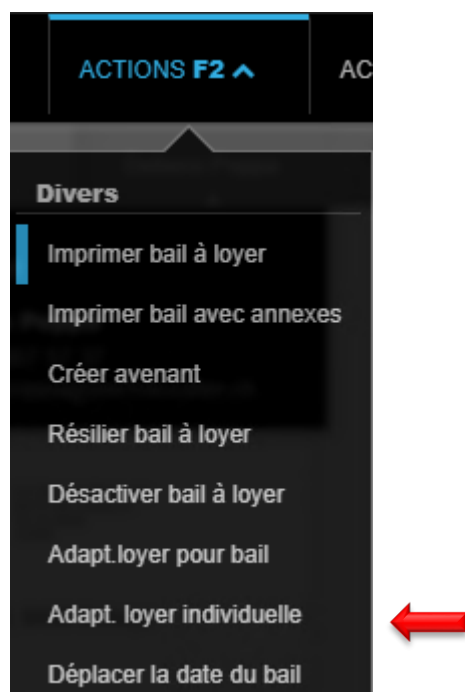 ACTIONS F2 AC
Divers
Imprimer bail à loyer
Imprimer bail avec annexes
Créer avenant
Résilier bail à loyer
Désactiver bail à loyer
Adapt.loyer pour bail
Adapt. loyer individuelle
Déplacer la date du bail